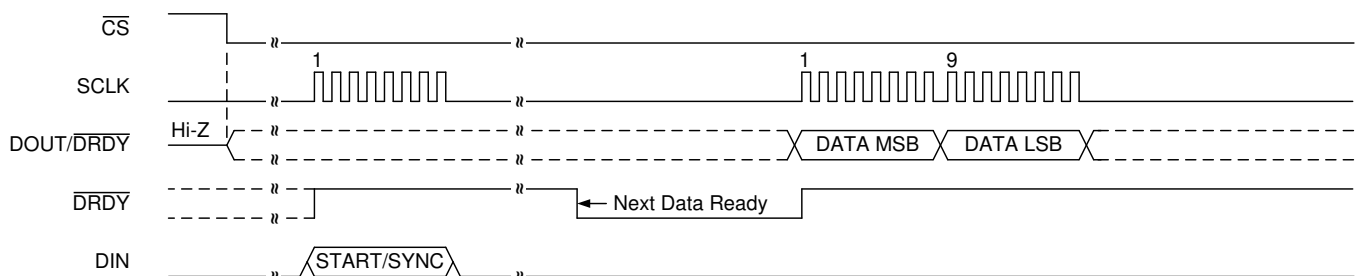 CS
SCLK 1 1 9
Hi-Z
DOUT/DRDY DATA MSB DATA LSB
DRDY Next Data Ready
DIN START/SYNC